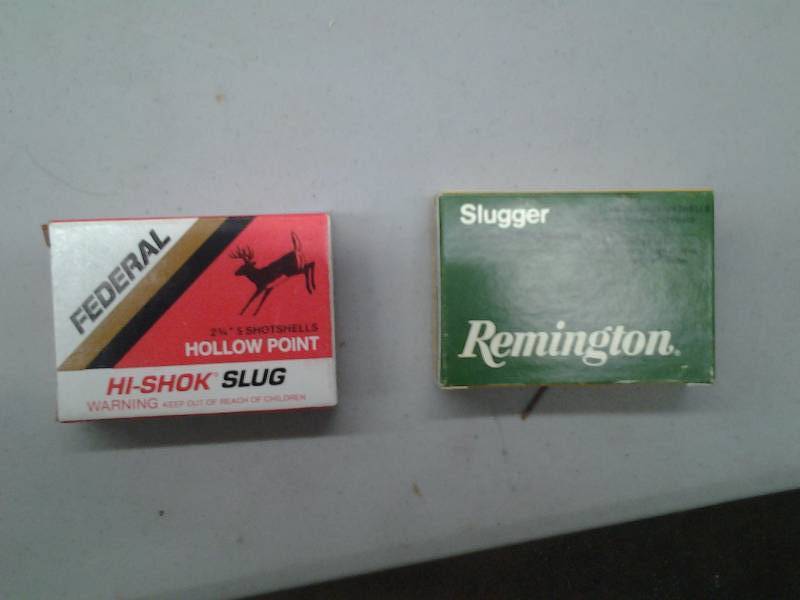 FEDERAL
2¾" 5 SHOTSHELLS
HOLLOW POINT
HI-SHOK® SLUG
WARNING KEEP OUT OF REACH OF CHILDREN
Slugger
Remington®